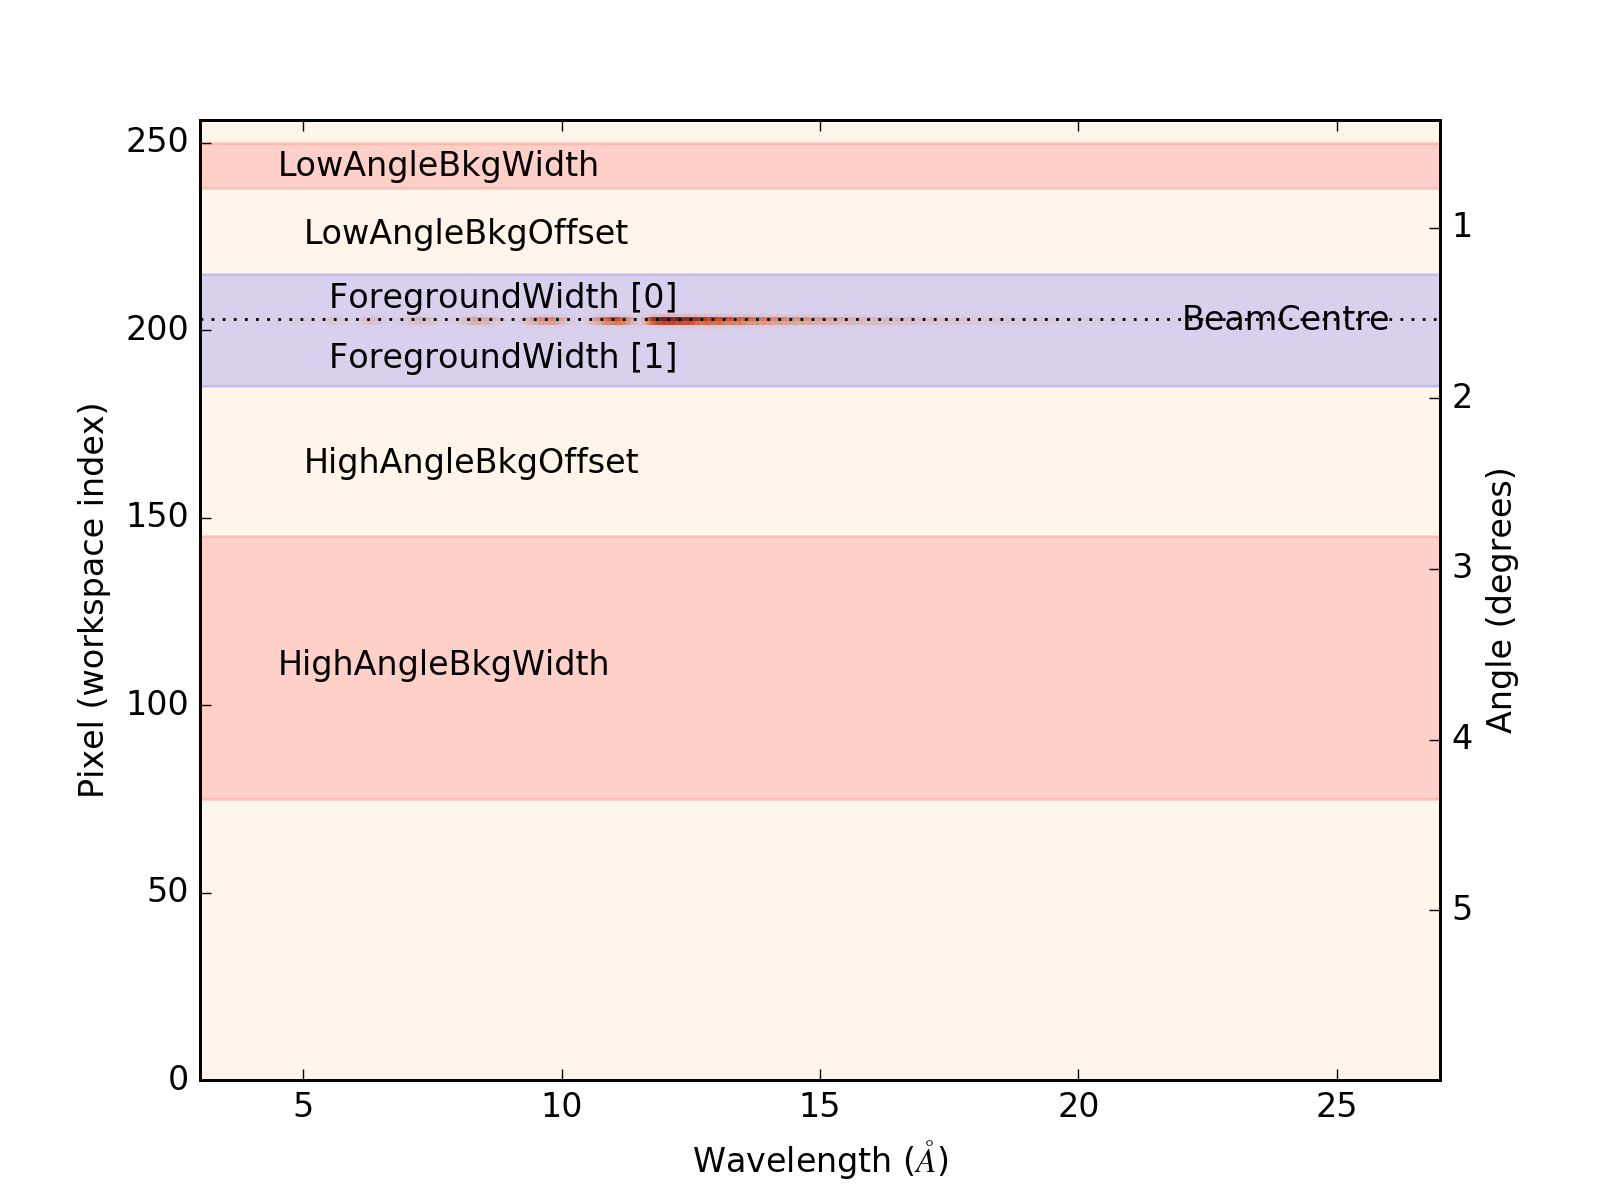 250
LowAngleBkgWidth
LowAngleBkgOffset
1
ForegroundWidth [0]
200
BeamCentre
ForegroundWidth [1]
2
HighAngleBkgOffset
150
3
HighAngleBkgWidth
100
4
50
5
0
5
10
15
20
25
Pixel (workspace index)
Angle (degrees)
Wavelength (Å)